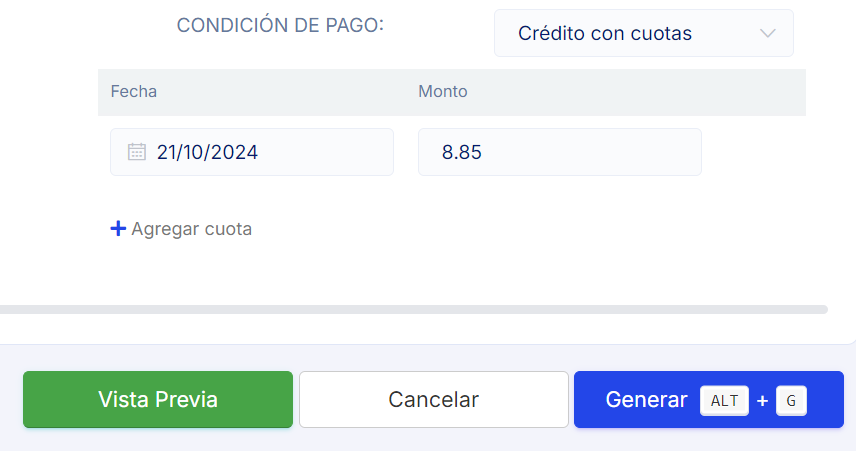 CONDICIÓN DE PAGO:
Crédito con cuotas
Fecha Monto
21/10/2024 8.85
+ Agregar cuota
Vista Previa Cancelar Generar ALT + G